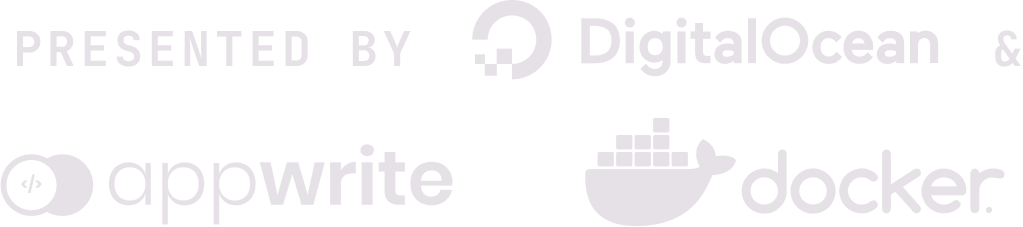 PRESENTED BY DigitalOcean &
</> appwrite docker.